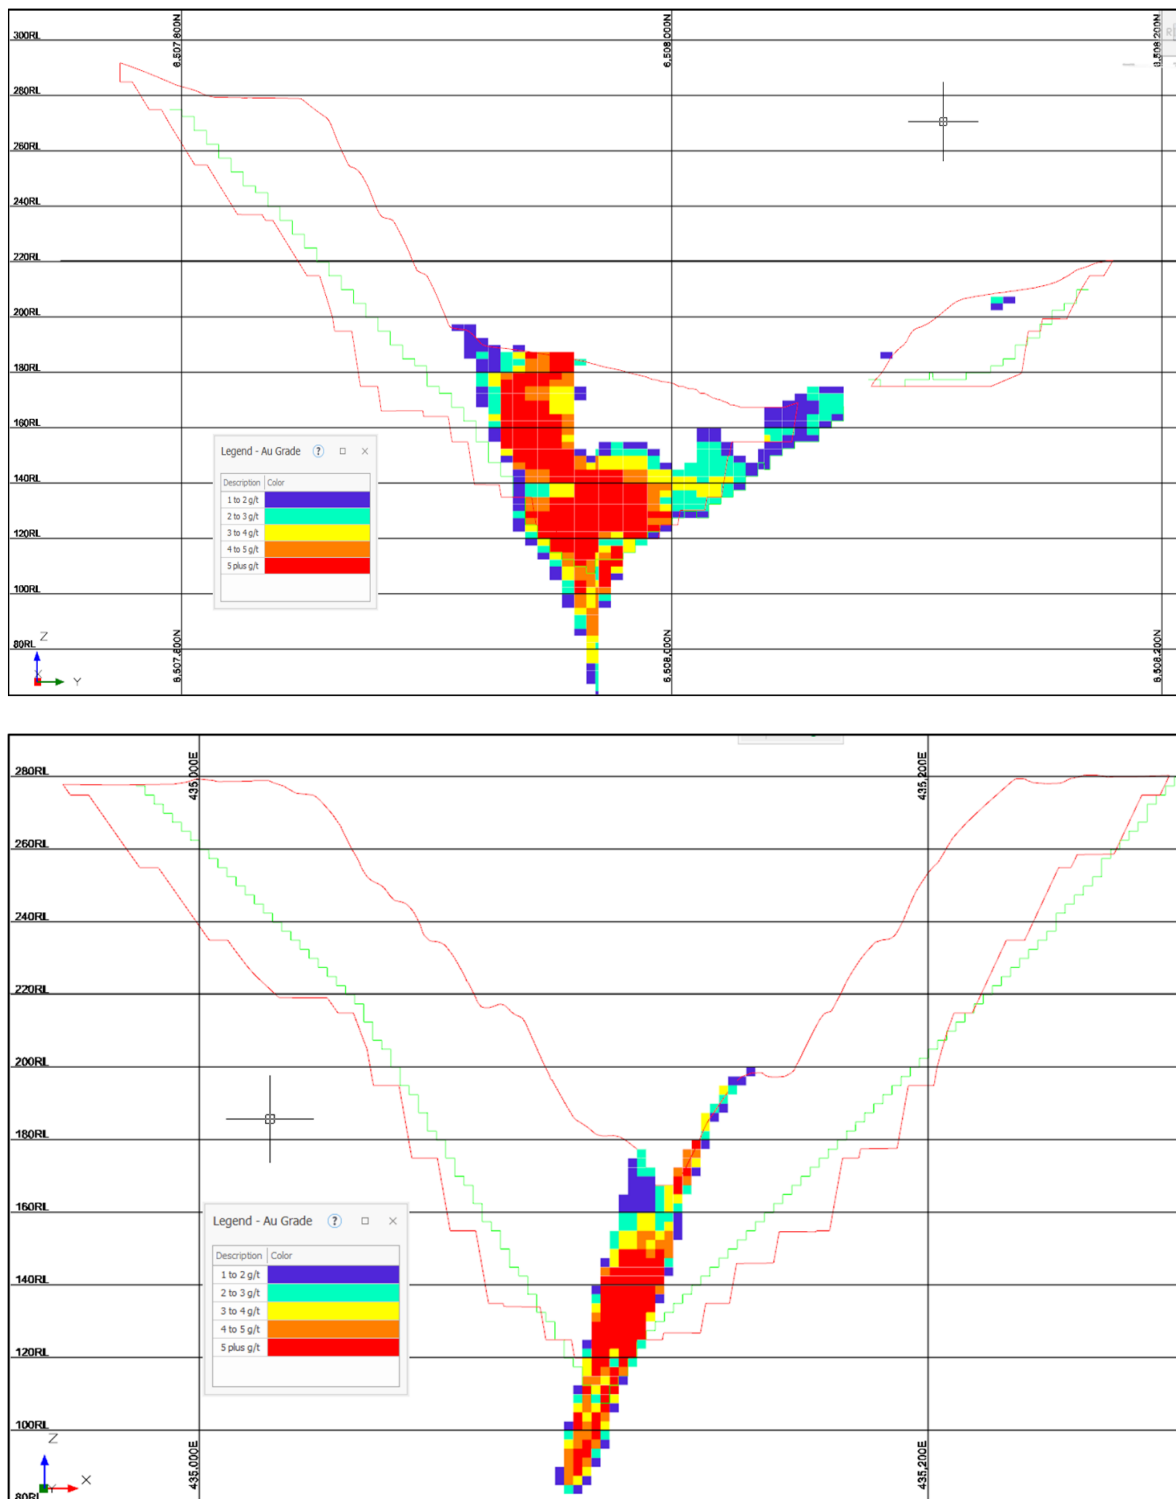 300RL
6,507,800N
6,508,000N
6,508,200N
R
280RL
260RL
240RL
220RL
200RL
180RL
160RL
Legend - Au Grade ?
Description Color
1 to 2 g/t
2 to 3 g/t
3 to 4 g/t
4 to 5 g/t
5 plus g/t
140RL
120RL
100RL
80RL
Z
Y
6,507,800N
6,508,000N
6,508,200N
280RL
435,000E
435,200E
260RL
240RL
220RL
200RL
180RL
160RL
Legend - Au Grade ?
Description Color
1 to 2 g/t
2 to 3 g/t
3 to 4 g/t
4 to 5 g/t
5 plus g/t
140RL
120RL
100RL
80RL
Z
X
435,000E
435,200E